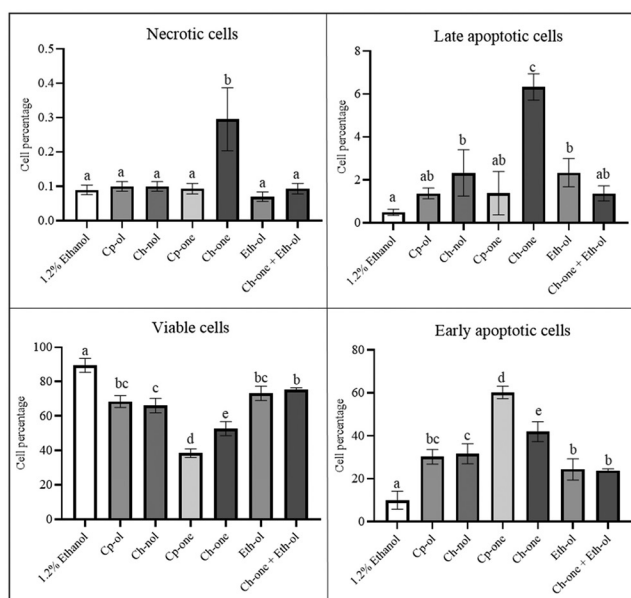 Necrotic cells
Cell percentage
0.5
0.4
0.3
0.2
0.1
0.0
a
a
a
a
b
a
a
1.2% Ethanol
Cp-ol
Ch-nol
Cp-one
Ch-one
Eth-ol
Ch-one + Eth-ol
Late apoptotic cells
Cell percentage
8
6
4
2
0
a
ab
b
ab
c
b
ab
1.2% Ethanol
Cp-ol
Ch-nol
Cp-one
Ch-one
Eth-ol
Ch-one + Eth-ol
Viable cells
Cell percentage
100
80
60
40
20
0
a
bc
c
d
e
bc
b
1.2% Ethanol
Cp-ol
Ch-nol
Cp-one
Ch-one
Eth-ol
Ch-one + Eth-ol
Early apoptotic cells
Cell percentage
80
60
40
20
0
a
bc
c
d
e
b
b
1.2% Ethanol
Cp-ol
Ch-nol
Cp-one
Ch-one
Eth-ol
Ch-one + Eth-ol